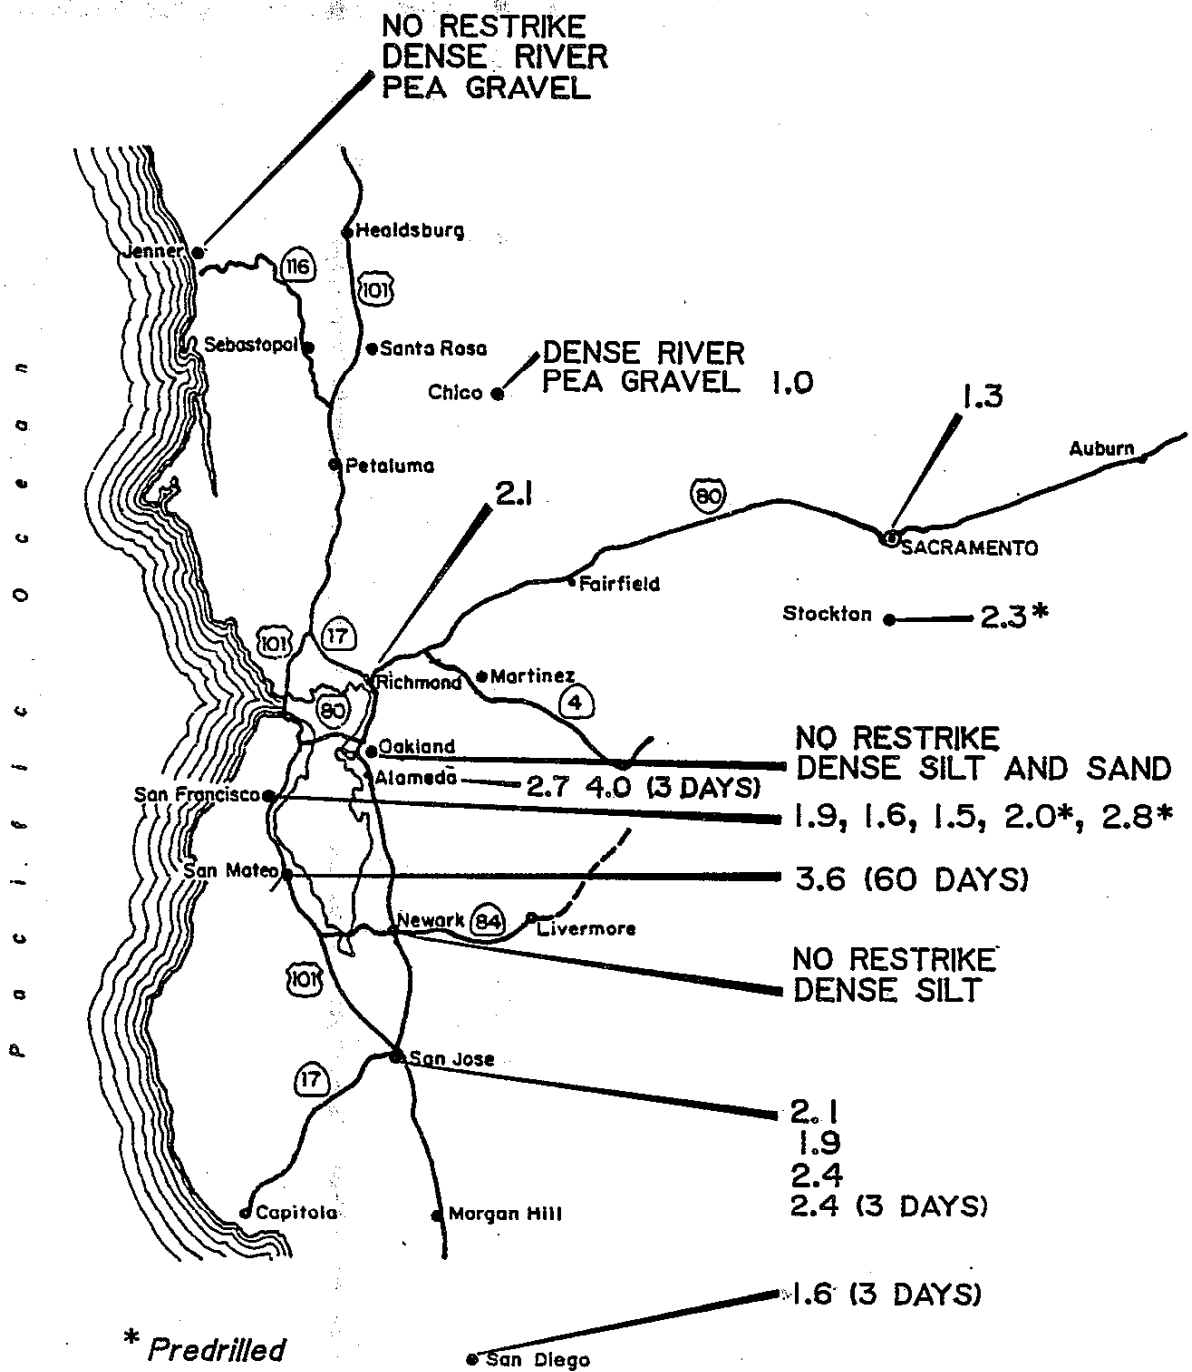 NO RESTRIKE
DENSE RIVER
PEA GRAVEL
Healdsburg
Jenner
116
101
Sebastopol
Santa Rosa
DENSE RIVER
PEA GRAVEL 1.0
Chico
1.3
Auburn
Petaluma
2.1
80
SACRAMENTO
Fairfield
Stockton
2.3*
101
17
Richmond
Martinez
80
4
Oakland
NO RESTRIKE
DENSE SILT AND SAND
Alameda
2.7 4.0 (3 DAYS)
San Francisco
1.9, 1.6, 1.5, 2.0*, 2.8*
San Mateo
3.6 (60 DAYS)
Newark
84
Livermore
NO RESTRIKE
DENSE SILT
101
Pacific Ocean
San Jose
17
2.1
1.9
2.4
2.4 (3 DAYS)
Capitola
Morgan Hill
1.6 (3 DAYS)
* Predrilled
San Diego